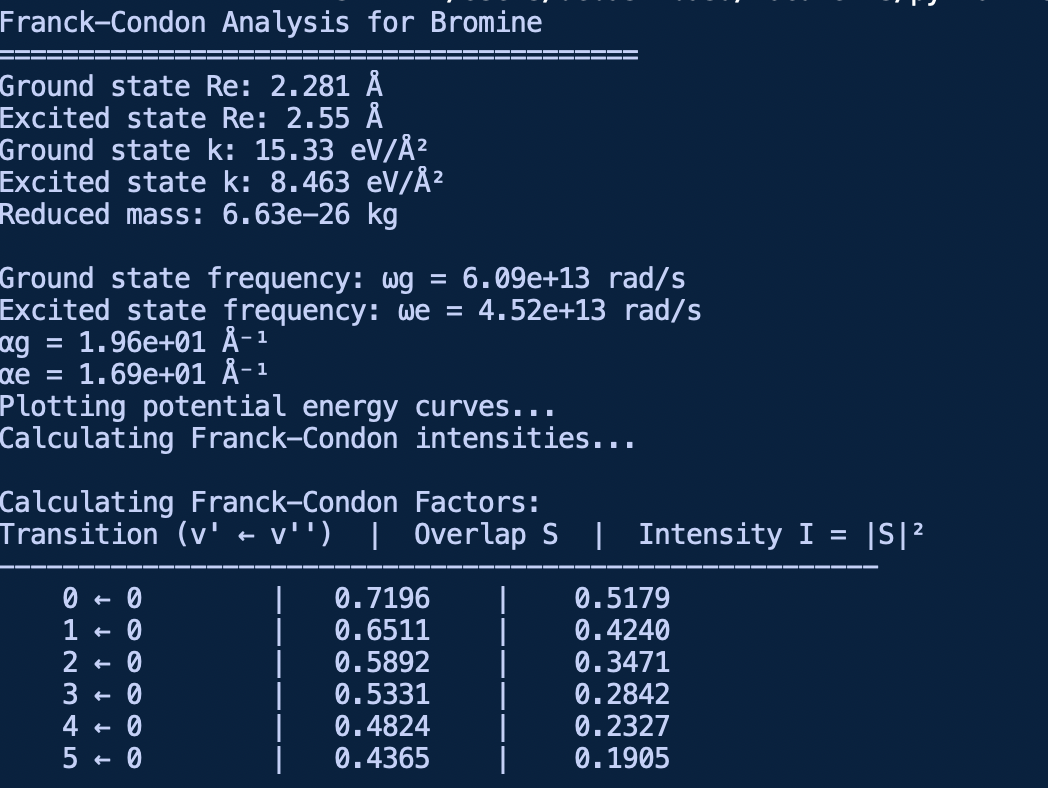 Franck–Condon Analysis for Bromine
========================================
Ground state Re: 2.281 Å
Excited state Re: 2.55 Å
Ground state k: 15.33 eV/Å²
Excited state k: 8.463 eV/Å²
Reduced mass: 6.63e–26 kg
Ground state frequency: ωg = 6.09e+13 rad/s
Excited state frequency: ωe = 4.52e+13 rad/s
αg = 1.96e+01 Å⁻¹
αe = 1.69e+01 Å⁻¹
Plotting potential energy curves...
Calculating Franck–Condon intensities...
Calculating Franck–Condon Factors:
Transition (v' ← v'')  |  Overlap S  |  Intensity I = |S|²
-------------------------------------------------------
    0 ← 0        |   0.7196    |    0.5179
    1 ← 0        |   0.6511    |    0.4240
    2 ← 0        |   0.5892    |    0.3471
    3 ← 0        |   0.5331    |    0.2842
    4 ← 0        |   0.4824    |    0.2327
    5 ← 0        |   0.4365    |    0.1905